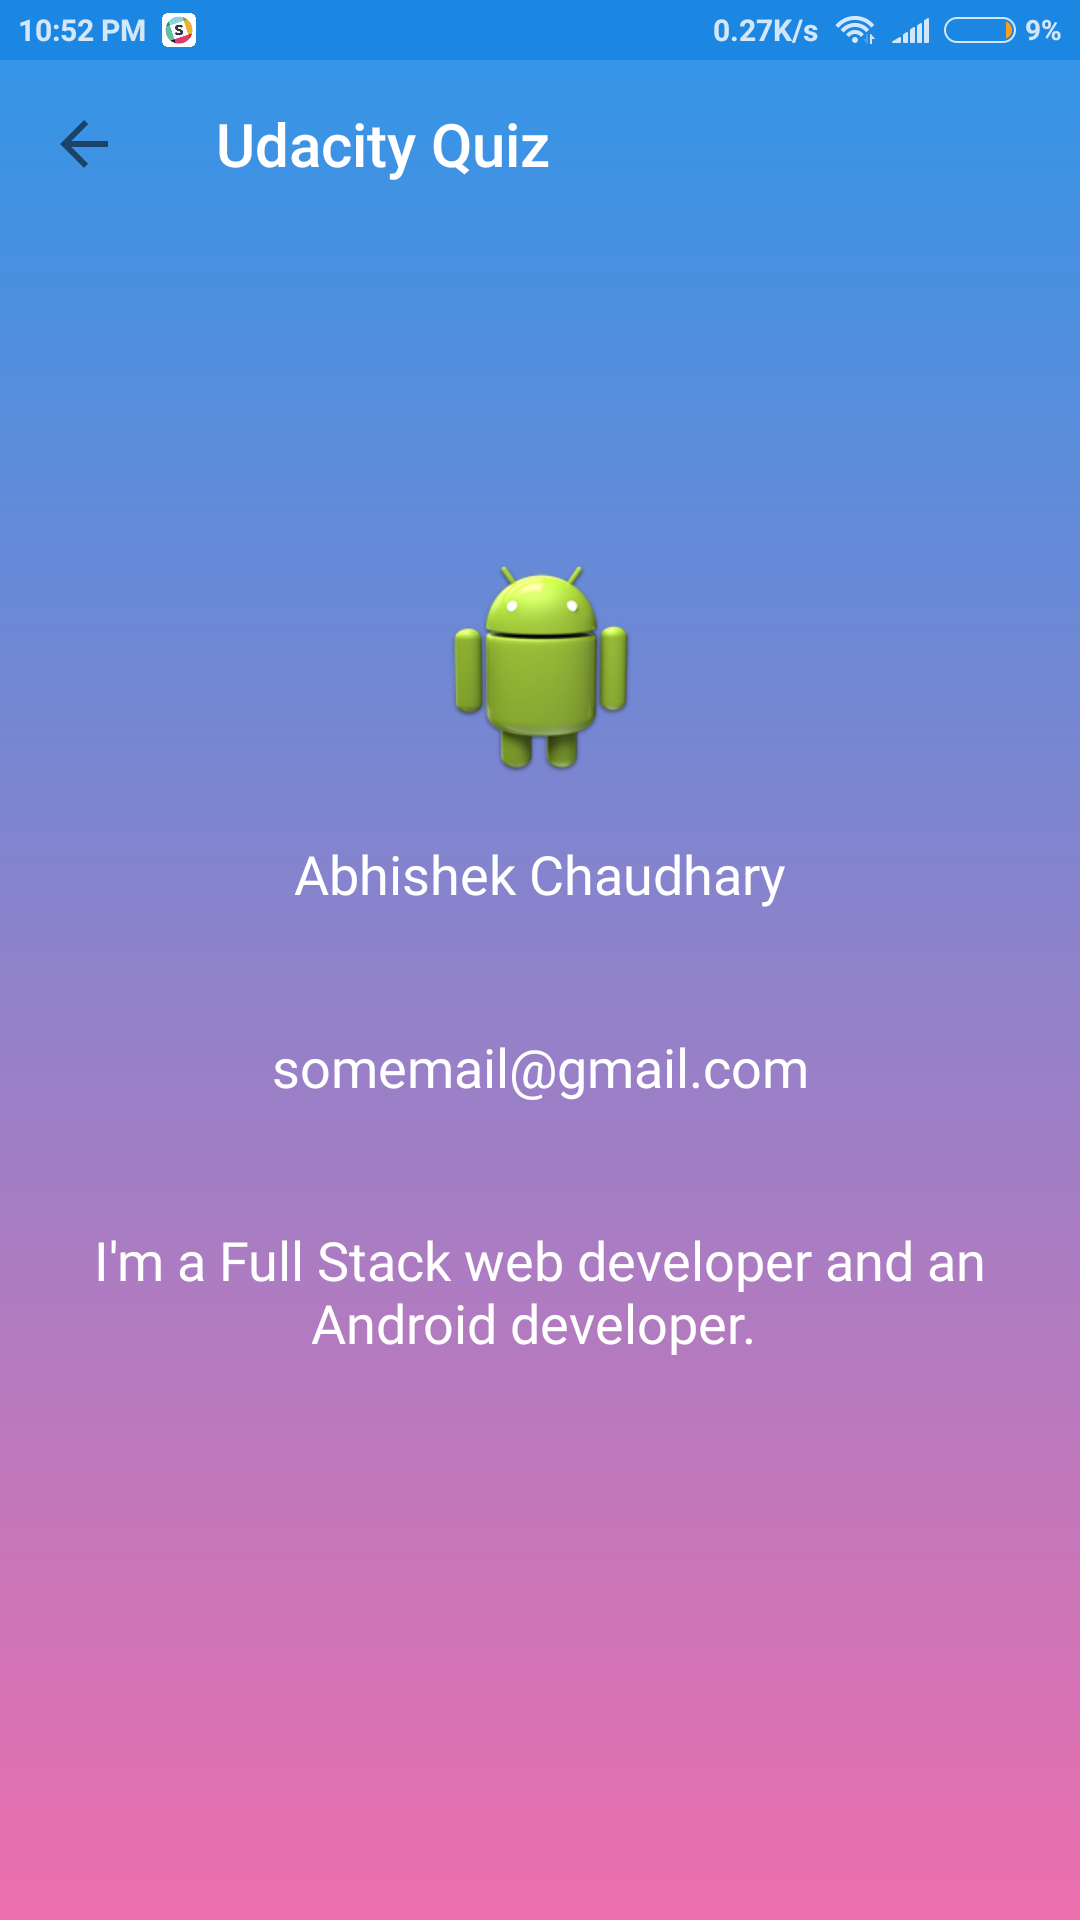 10:52 PM S 0.27K/s 9%
Udacity Quiz
Abhishek Chaudhary
somemail@gmail.com
I'm a Full Stack web developer and an
Android developer.